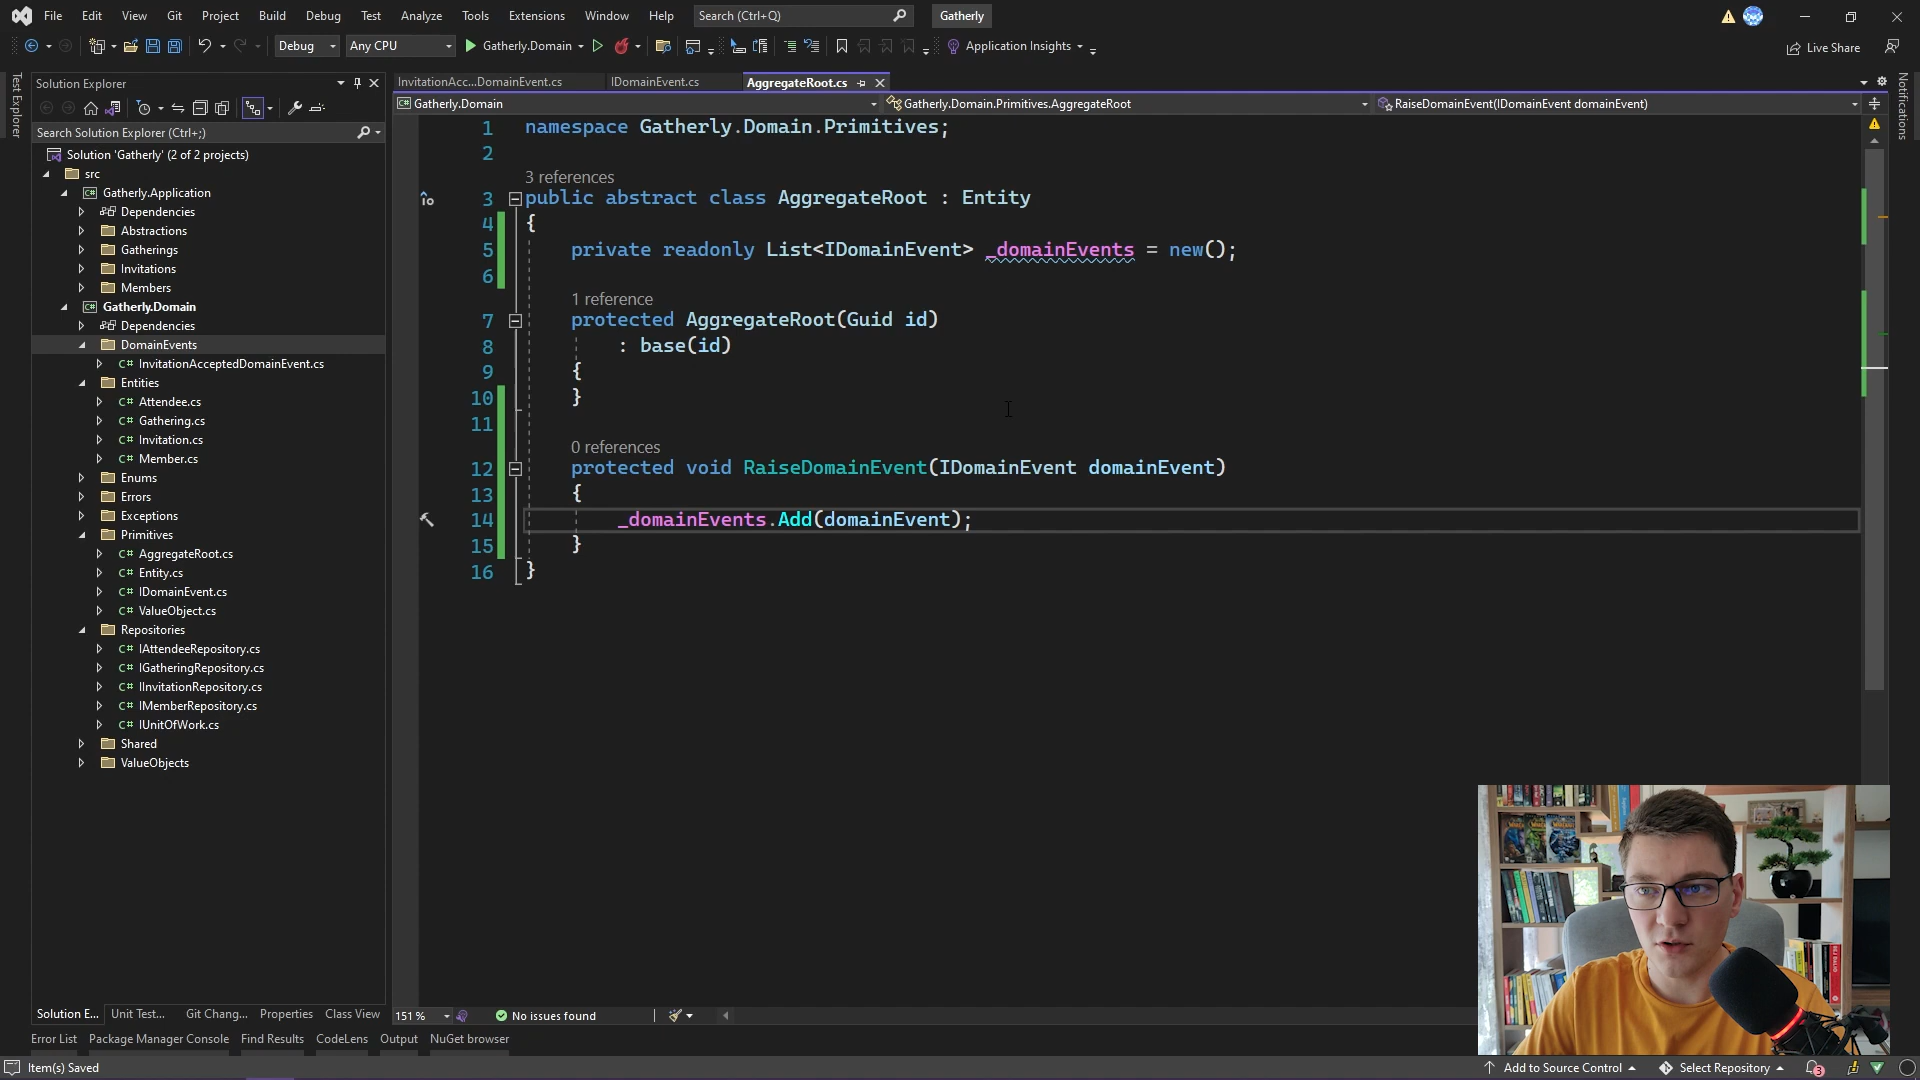 File Edit View Git Project Build Debug Test Analyze Tools Extensions Window Help Search (Ctrl+Q) Gatherly
Debug Any CPU Gatherly.Domain Application Insights Live Share
Test Explorer
Solution Explorer
Search Solution Explorer (Ctrl+;)
Solution 'Gatherly' (2 of 2 projects)
src
Gatherly.Application
Dependencies
Abstractions
Gatherings
Invitations
Members
Gatherly.Domain
Dependencies
DomainEvents
InvitationAcceptedDomainEvent.cs
Entities
Attendee.cs
Gathering.cs
Invitation.cs
Member.cs
Enums
Errors
Exceptions
Primitives
AggregateRoot.cs
Entity.cs
IDomainEvent.cs
ValueObject.cs
Repositories
IAttendeeRepository.cs
IGatheringRepository.cs
IInvitationRepository.cs
IMemberRepository.cs
IUnitOfWork.cs
Shared
ValueObjects
Solution E... Unit Test... Git Chang... Properties Class View
InvitationAcc...DomainEvent.cs IDomainEvent.cs AggregateRoot.cs
Gatherly.Domain Gatherly.Domain.Primitives.AggregateRoot RaiseDomainEvent(IDomainEvent domainEvent)
1 namespace Gatherly.Domain.Primitives;
2
3 references
3 public abstract class AggregateRoot : Entity
4 {
5 private readonly List<IDomainEvent> _domainEvents = new();
6
1 reference
7 protected AggregateRoot(Guid id)
8 : base(id)
9 {
10 }
11
0 references
12 protected void RaiseDomainEvent(IDomainEvent domainEvent)
13 {
14 _domainEvents.Add(domainEvent);
15 }
16 }
Notifications
151 % No issues found
Error List Package Manager Console Find Results CodeLens Output NuGet browser
Item(s) Saved Add to Source Control Select Repository 3